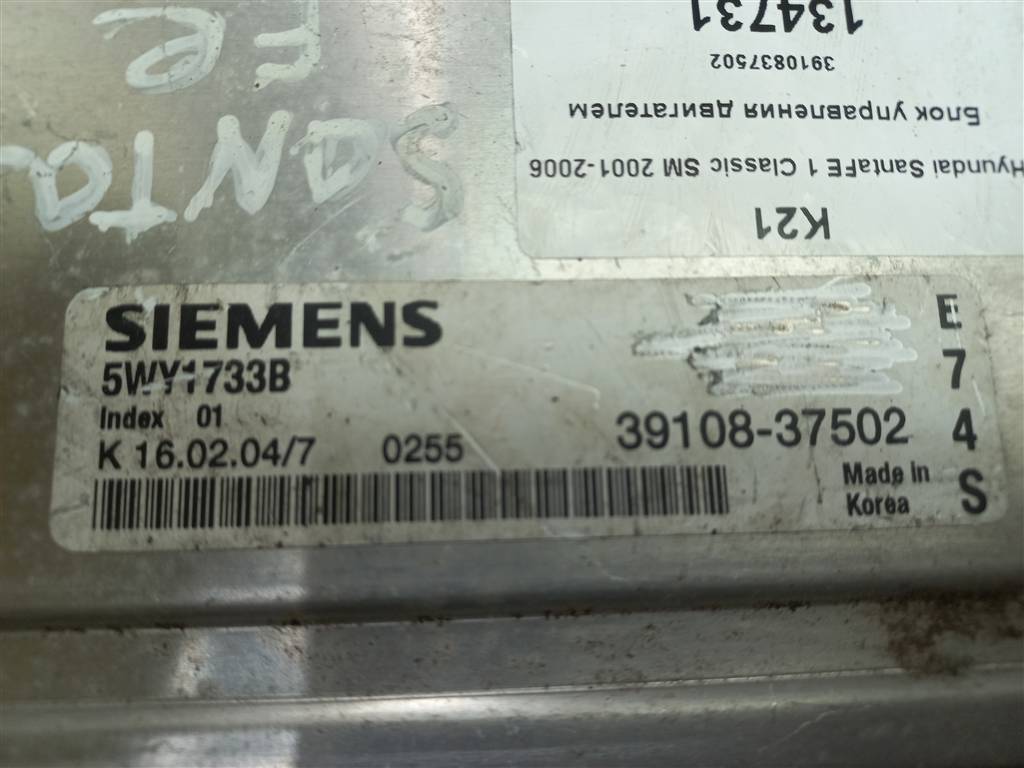 SANTA
FE
K21
Hyundai SantaFE 1 Classic SM 2001-2006
Блок управления двигателем
3910837502
134731
SIEMENS
5WY1733B
Index 01
K 16.02.04/7 0255
39108-37502
Made in
Korea
E
7
4
S